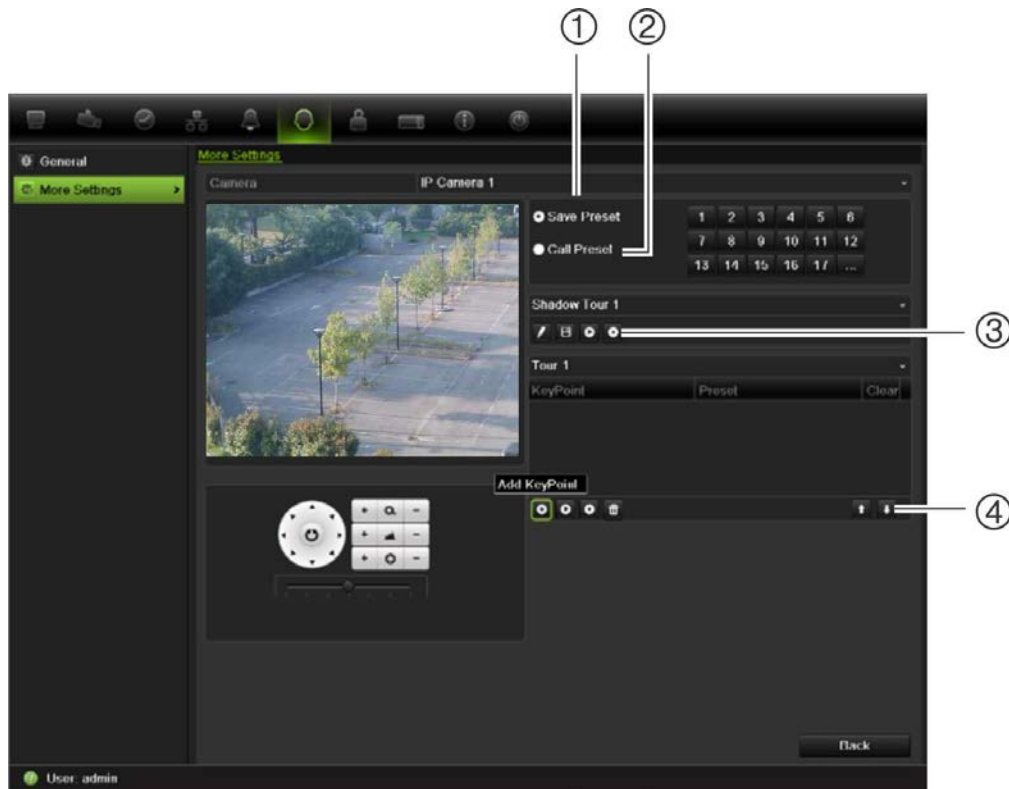 ① ②
General
More Settings
More Settings
Camera IP Camera 1
Save Preset
Call Preset
1 2 3 4 5 6
7 8 9 10 11 12
13 14 15 16 17 ...
Shadow Tour 1
③
Tour 1
KeyPoint Preset Clear
Add KeyPoint
④
Back
User: admin